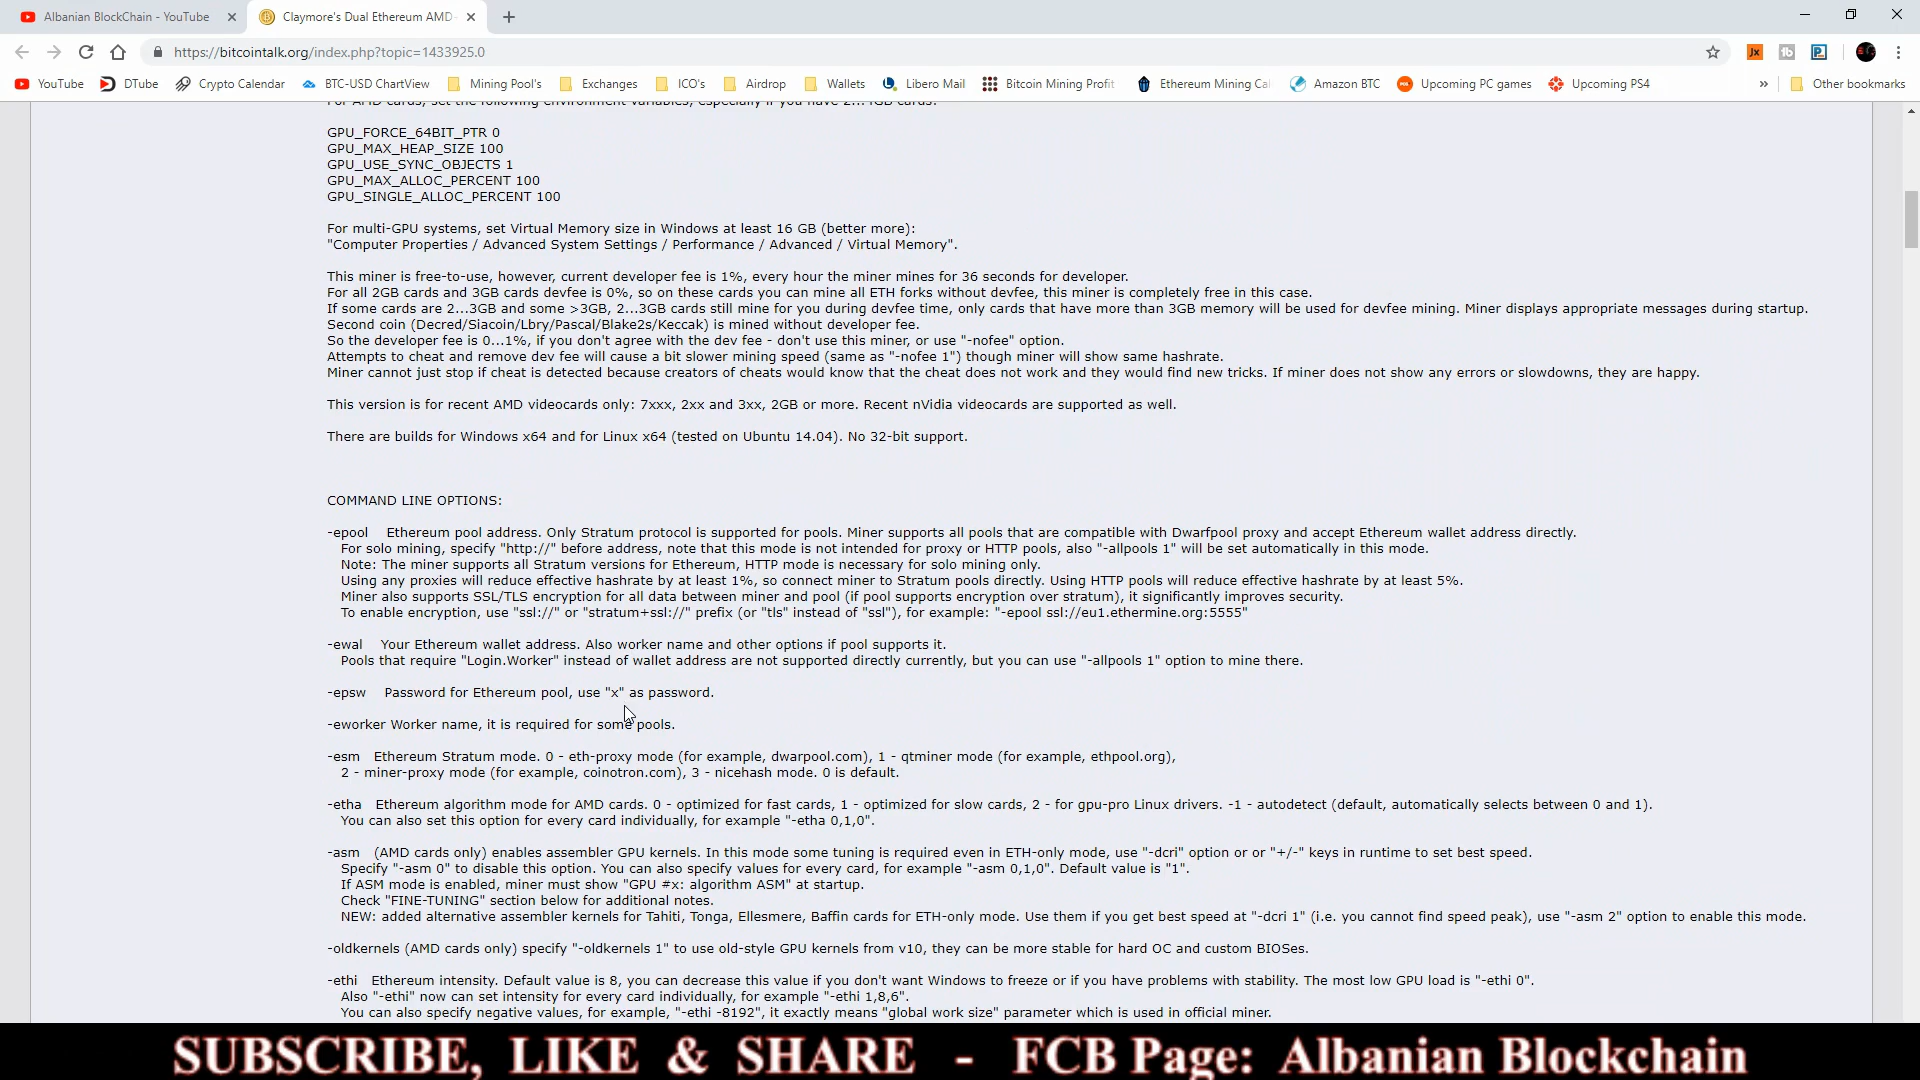 Albanian BlockChain - YouTube
Claymore's Dual Ethereum AMD
https://bitcointalk.org/index.php?topic=1433925.0
YouTube DTube Crypto Calendar BTC-USD ChartView Mining Pool's Exchanges ICO's Airdrop Wallets Libero Mail Bitcoin Mining Profit Ethereum Mining Cal Amazon BTC Upcoming PC games Upcoming PS4 » Other bookmarks
For AMD cards, set the following environment variables, especially if you have 2...4GB cards:
GPU_FORCE_64BIT_PTR 0
GPU_MAX_HEAP_SIZE 100
GPU_USE_SYNC_OBJECTS 1
GPU_MAX_ALLOC_PERCENT 100
GPU_SINGLE_ALLOC_PERCENT 100
For multi-GPU systems, set Virtual Memory size in Windows at least 16 GB (better more):
"Computer Properties / Advanced System Settings / Performance / Advanced / Virtual Memory".
This miner is free-to-use, however, current developer fee is 1%, every hour the miner mines for 36 seconds for developer.
For all 2GB cards and 3GB cards devfee is 0%, so on these cards you can mine all ETH forks without devfee, this miner is completely free in this case.
If some cards are 2...3GB and some >3GB, 2...3GB cards still mine for you during devfee time, only cards that have more than 3GB memory will be used for devfee mining. Miner displays appropriate messages during startup.
Second coin (Decred/Siacoin/Lbry/Pascal/Blake2s/Keccak) is mined without developer fee.
So the developer fee is 0...1%, if you don't agree with the dev fee - don't use this miner, or use "-nofee" option.
Attempts to cheat and remove dev fee will cause a bit slower mining speed (same as "-nofee 1") though miner will show same hashrate.
Miner cannot just stop if cheat is detected because creators of cheats would know that the cheat does not work and they would find new tricks. If miner does not show any errors or slowdowns, they are happy.
This version is for recent AMD videocards only: 7xxx, 2xx and 3xx, 2GB or more. Recent nVidia videocards are supported as well.
There are builds for Windows x64 and for Linux x64 (tested on Ubuntu 14.04). No 32-bit support.
COMMAND LINE OPTIONS:
-epool Ethereum pool address. Only Stratum protocol is supported for pools. Miner supports all pools that are compatible with Dwarfpool proxy and accept Ethereum wallet address directly.
For solo mining, specify "http://" before address, note that this mode is not intended for proxy or HTTP pools, also "-allpools 1" will be set automatically in this mode.
Note: The miner supports all Stratum versions for Ethereum, HTTP mode is necessary for solo mining only.
Using any proxies will reduce effective hashrate by at least 1%, so connect miner to Stratum pools directly. Using HTTP pools will reduce effective hashrate by at least 5%.
Miner also supports SSL/TLS encryption for all data between miner and pool (if pool supports encryption over stratum), it significantly improves security.
To enable encryption, use "ssl://" or "stratum+ssl://" prefix (or "tls" instead of "ssl"), for example: "-epool ssl://eu1.ethermine.org:5555"
-ewal Your Ethereum wallet address. Also worker name and other options if pool supports it.
Pools that require "Login.Worker" instead of wallet address are not supported directly currently, but you can use "-allpools 1" option to mine there.
-epsw Password for Ethereum pool, use "x" as password.
-eworker Worker name, it is required for some pools.
-esm Ethereum Stratum mode. 0 - eth-proxy mode (for example, dwarpool.com), 1 - qtminer mode (for example, ethpool.org),
2 - miner-proxy mode (for example, coinotron.com), 3 - nicehash mode. 0 is default.
-etha Ethereum algorithm mode for AMD cards. 0 - optimized for fast cards, 1 - optimized for slow cards, 2 - for gpu-pro Linux drivers. -1 - autodetect (default, automatically selects between 0 and 1).
You can also set this option for every card individually, for example "-etha 0,1,0".
-asm (AMD cards only) enables assembler GPU kernels. In this mode some tuning is required even in ETH-only mode, use "-dcri" option or or "+/-" keys in runtime to set best speed.
Specify "-asm 0" to disable this option. You can also specify values for every card, for example "-asm 0,1,0". Default value is "1".
If ASM mode is enabled, miner must show "GPU #x: algorithm ASM" at startup.
Check "FINE-TUNING" section below for additional notes.
NEW: added alternative assembler kernels for Tahiti, Tonga, Ellesmere, Baffin cards for ETH-only mode. Use them if you get best speed at "-dcri 1" (i.e. you cannot find speed peak), use "-asm 2" option to enable this mode.
-oldkernels (AMD cards only) specify "-oldkernels 1" to use old-style GPU kernels from v10, they can be more stable for hard OC and custom BIOSes.
-ethi Ethereum intensity. Default value is 8, you can decrease this value if you don't want Windows to freeze or if you have problems with stability. The most low GPU load is "-ethi 0".
Also "-ethi" now can set intensity for every card individually, for example "-ethi 1,8,6".
You can also specify negative values, for example, "-ethi -8192", it exactly means "global work size" parameter which is used in official miner.
SUBSCRIBE, LIKE & SHARE - FCB Page: Albanian Blockchain